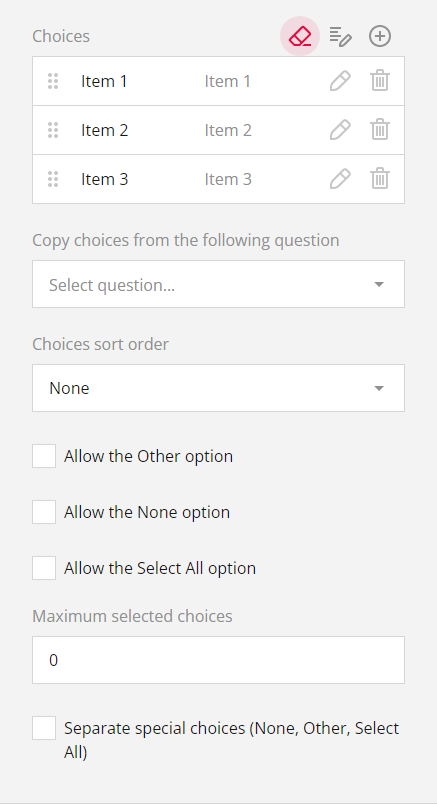 Choices
Item 1 Item 1
Item 2 Item 2
Item 3 Item 3
Copy choices from the following question
Select question...
Choices sort order
None
Allow the Other option
Allow the None option
Allow the Select All option
Maximum selected choices
0
Separate special choices (None, Other, Select
All)